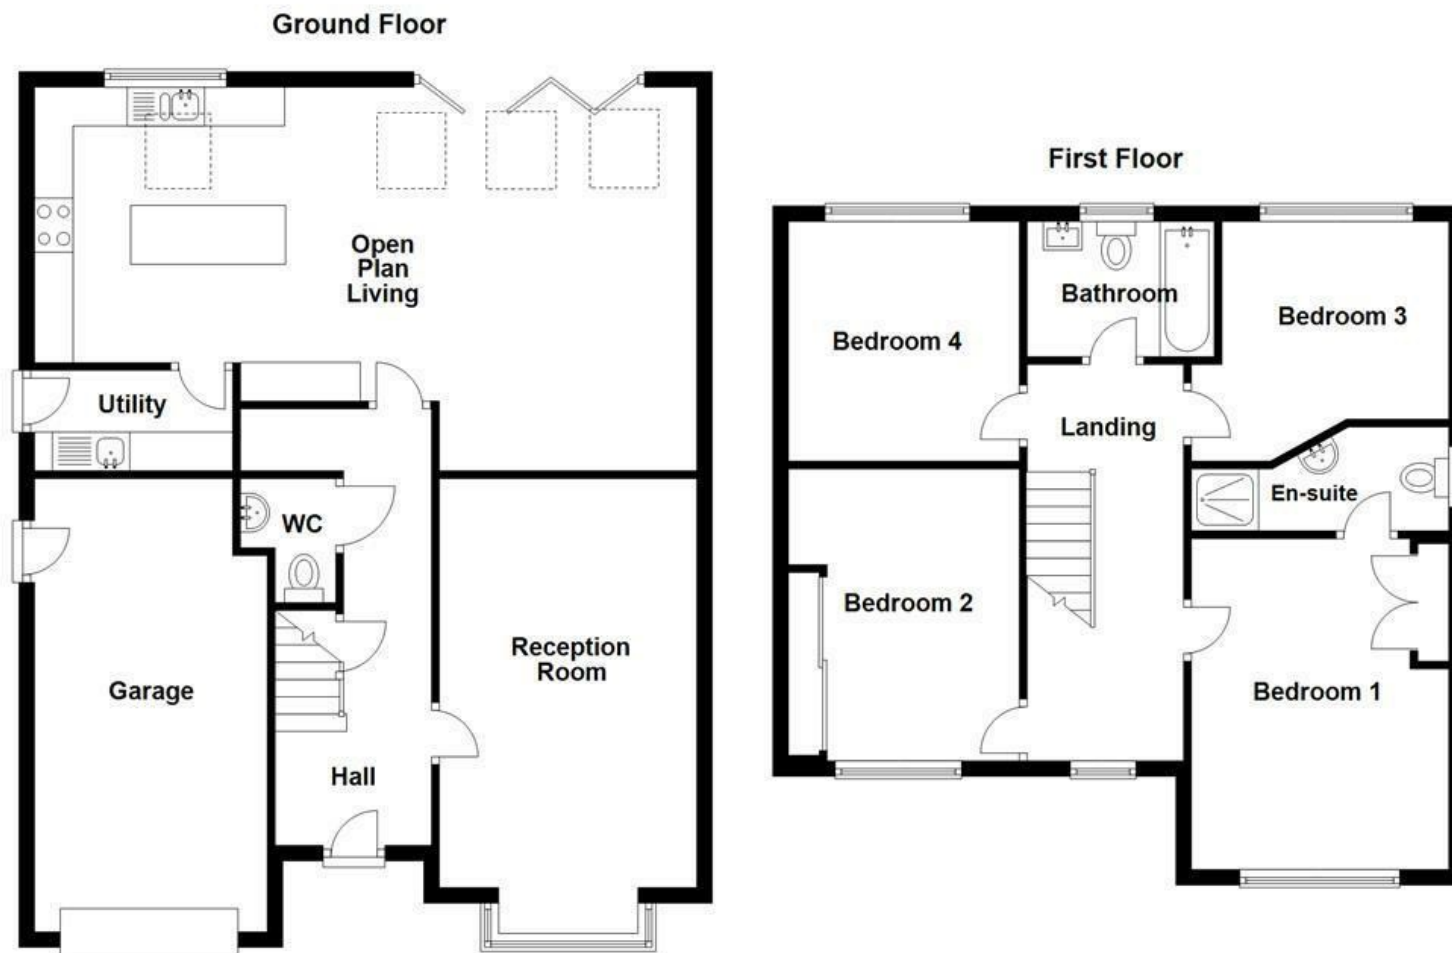 Ground Floor
Open
Plan
Living
Utility
WC
Garage
Reception
Room
Hall
First Floor
Bedroom 4
Bathroom
Bedroom 3
Landing
En-suite
Bedroom 2
Bedroom 1